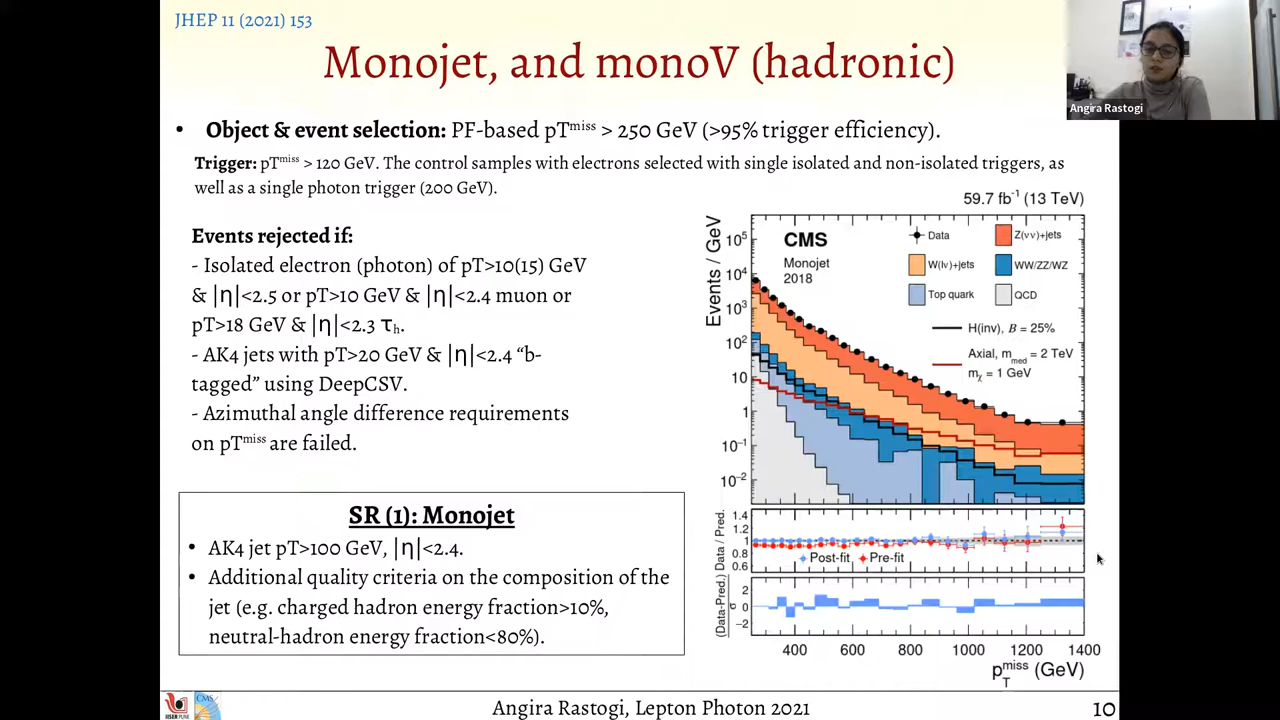 JHEP 11 (2021) 153
Monojet, and monoV (hadronic)
Angira Rastogi
• Object & event selection: PF-based pTmiss > 250 GeV (>95% trigger efficiency).
Trigger: pTmiss > 120 GeV. The control samples with electrons selected with single isolated and non-isolated triggers, as
well as a single photon trigger (200 GeV).
Events rejected if:
- Isolated electron (photon) of pT>10(15) GeV
& |η|<2.5 or pT>10 GeV & |η|<2.4 muon or
pT>18 GeV & |η|<2.3 τh.
- AK4 jets with pT>20 GeV & |η|<2.4 “b-
tagged” using DeepCSV.
- Azimuthal angle difference requirements
on pTmiss are failed.
SR (1): Monojet
• AK4 jet pT>100 GeV, |η|<2.4.
• Additional quality criteria on the composition of the
jet (e.g. charged hadron energy fraction>10%,
neutral-hadron energy fraction<80%).
59.7 fb-1 (13 TeV)
Events / GeV
10^5
10^4
10^3
10^2
10
1
10^-1
10^-2
CMS
Monojet
2018
Data
Z(νν)+jets
W(lν)+jets
WW/ZZ/WZ
Top quark
QCD
H(inv), B = 25%
Axial, mmed = 2 TeV
mχ = 1 GeV
Data / Pred.
1.4
1.2
1
0.8
0.6
Post-fit
Pre-fit
(Data-Pred.)
σ
2
0
−2
400 600 800 1000 1200 1400
pTmiss (GeV)
IISER PUNE
CMS
Angira Rastogi, Lepton Photon 2021
10